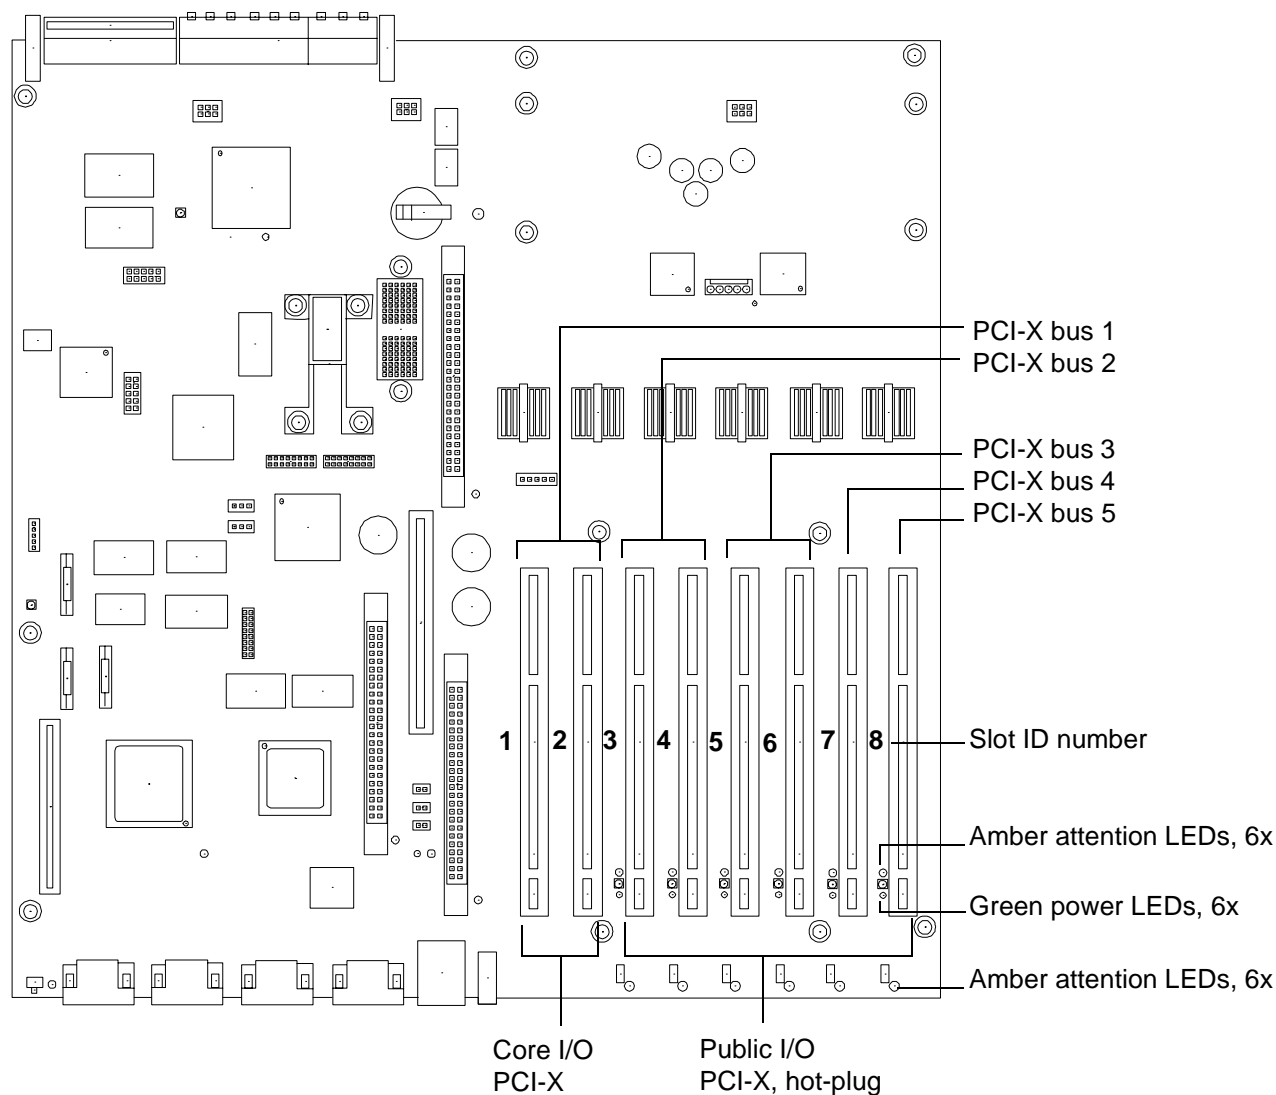 PCI-X bus 1
PCI-X bus 2
PCI-X bus 3
PCI-X bus 4
PCI-X bus 5
1 2 3 4 5 6 7 8
Slot ID number
Amber attention LEDs, 6x
Green power LEDs, 6x
Amber attention LEDs, 6x
Core I/O
PCI-X
Public I/O
PCI-X, hot-plug